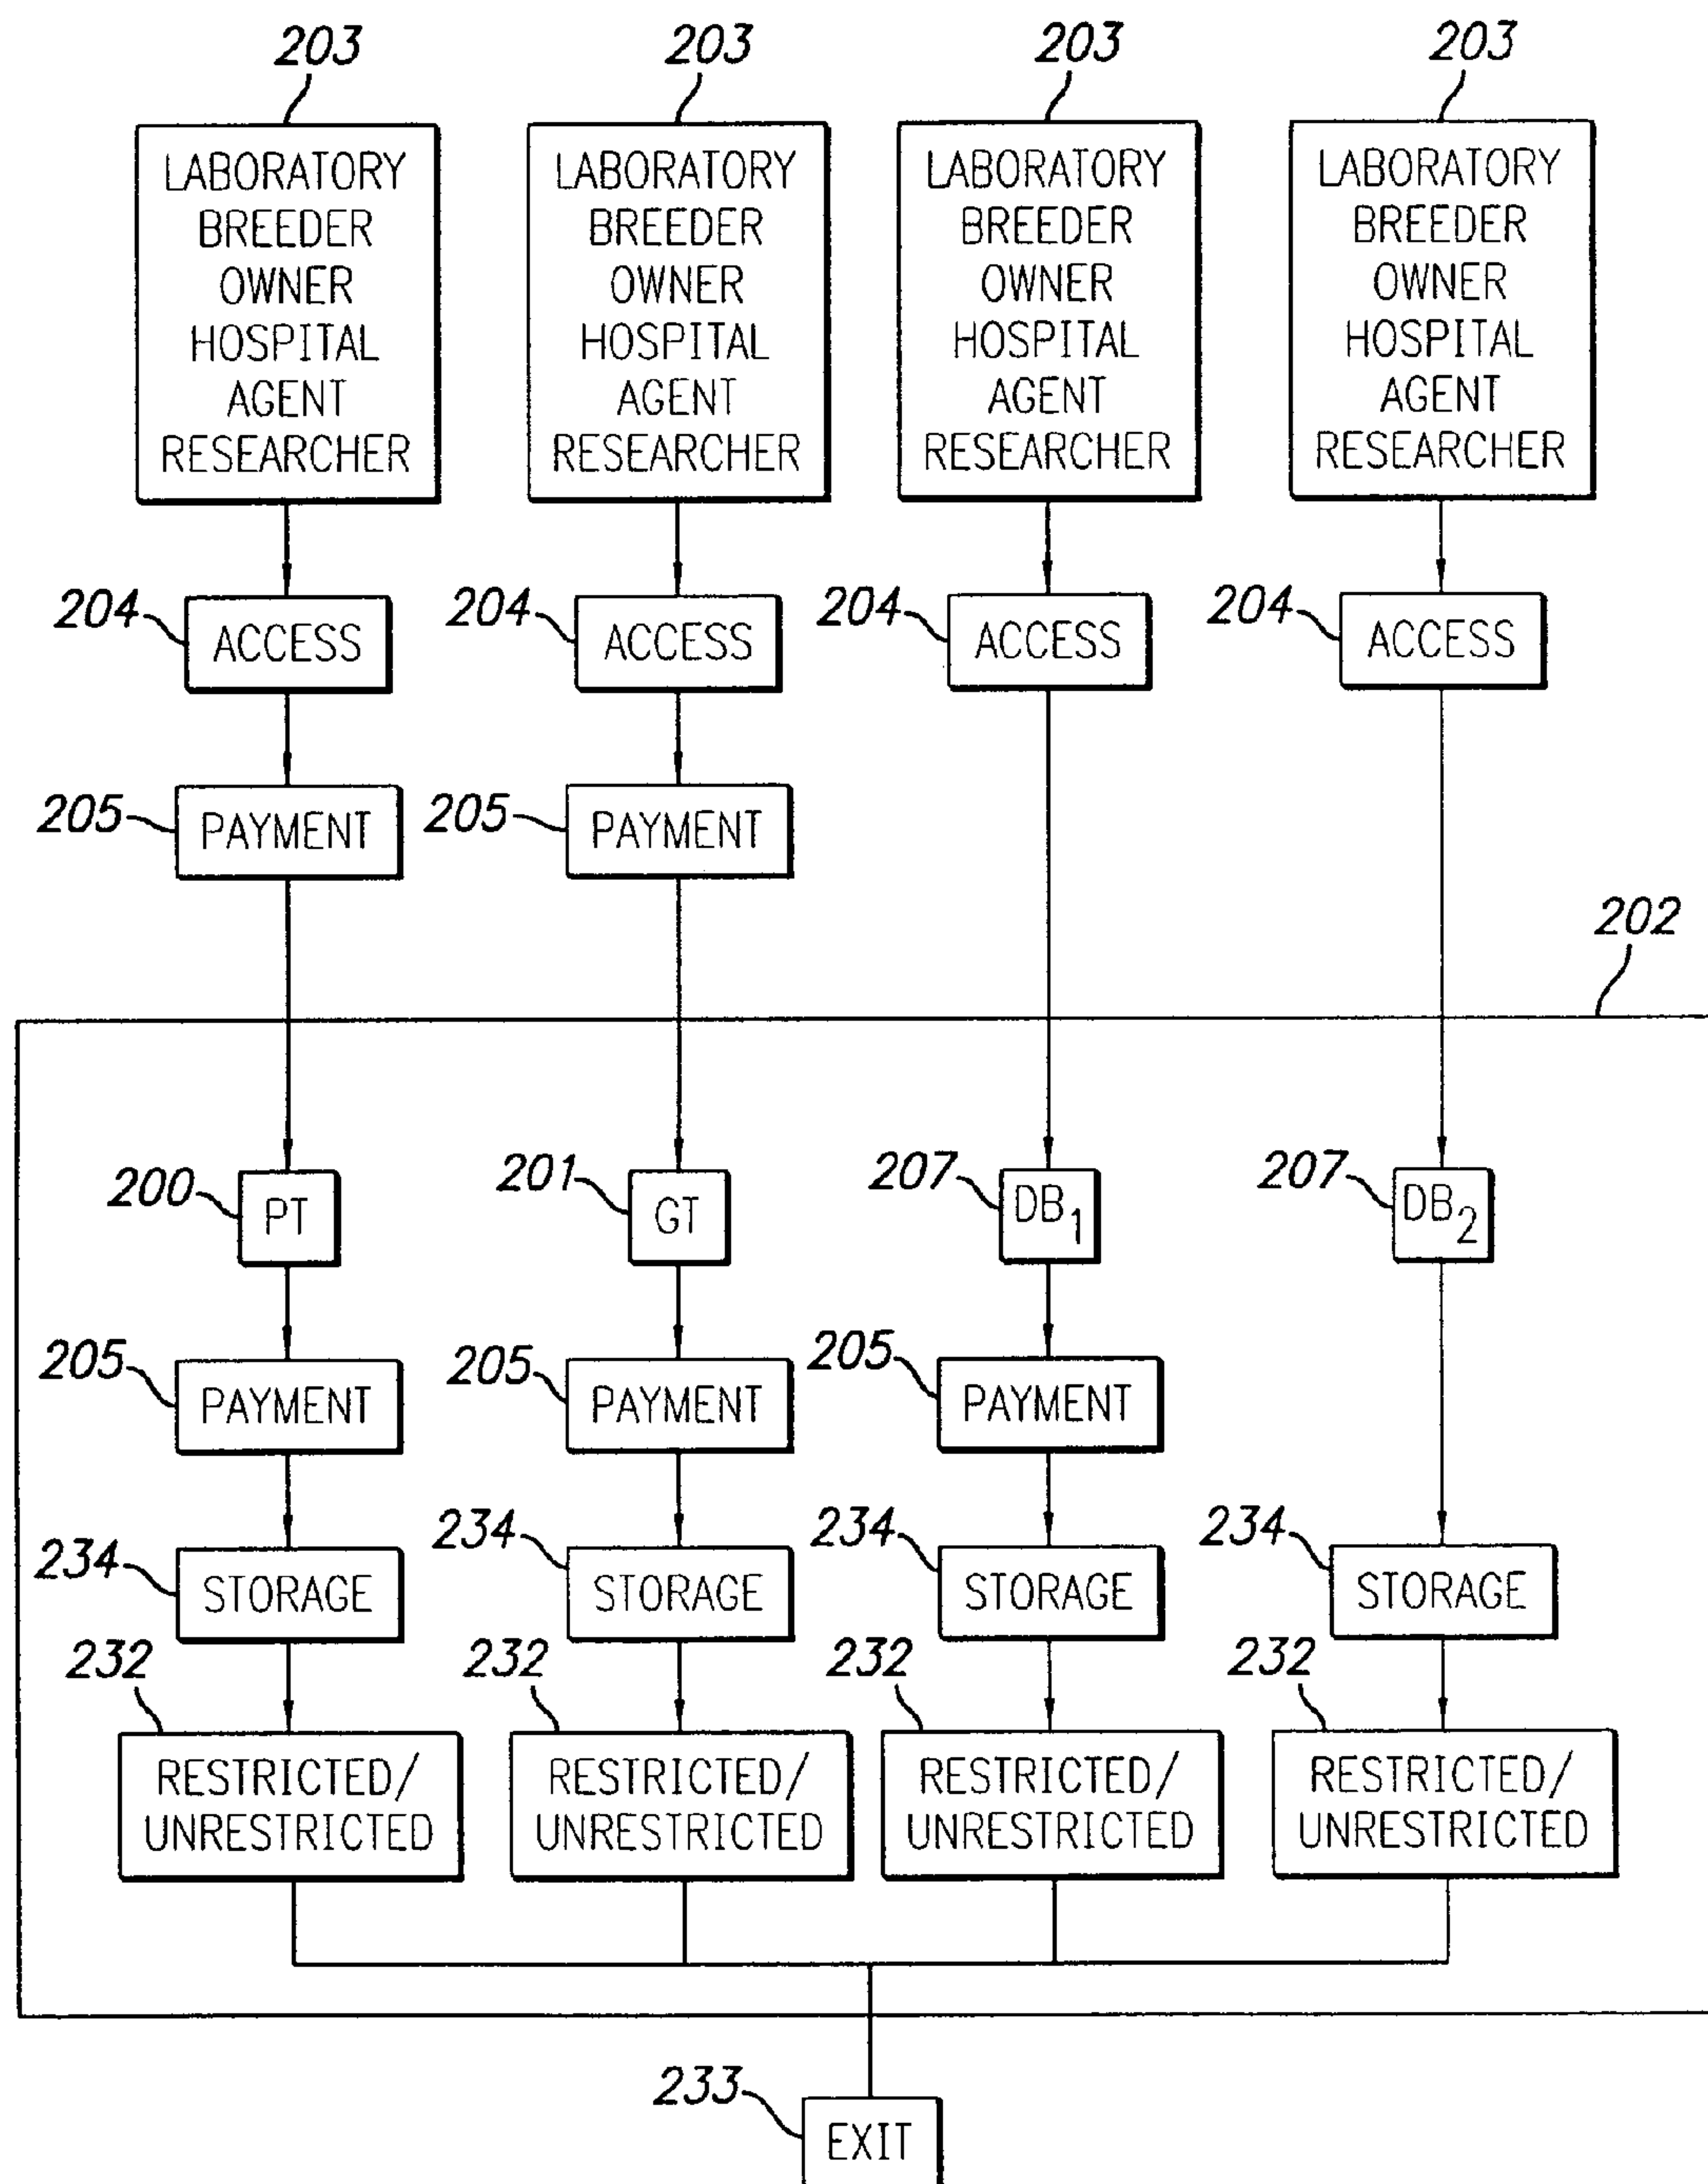 203
203
203
203
LABORATORY
BREEDER
OWNER
HOSPITAL
AGENT
RESEARCHER
LABORATORY
BREEDER
OWNER
HOSPITAL
AGENT
RESEARCHER
LABORATORY
BREEDER
OWNER
HOSPITAL
AGENT
RESEARCHER
LABORATORY
BREEDER
OWNER
HOSPITAL
AGENT
RESEARCHER
204
ACCESS
204
ACCESS
204
ACCESS
204
ACCESS
205
PAYMENT
205
PAYMENT
202
200
PT
201
GT
207
DB1
207
DB2
205
PAYMENT
205
PAYMENT
205
PAYMENT
234
STORAGE
234
STORAGE
234
STORAGE
234
STORAGE
232
RESTRICTED/
UNRESTRICTED
232
RESTRICTED/
UNRESTRICTED
232
RESTRICTED/
UNRESTRICTED
232
RESTRICTED/
UNRESTRICTED
233
EXIT